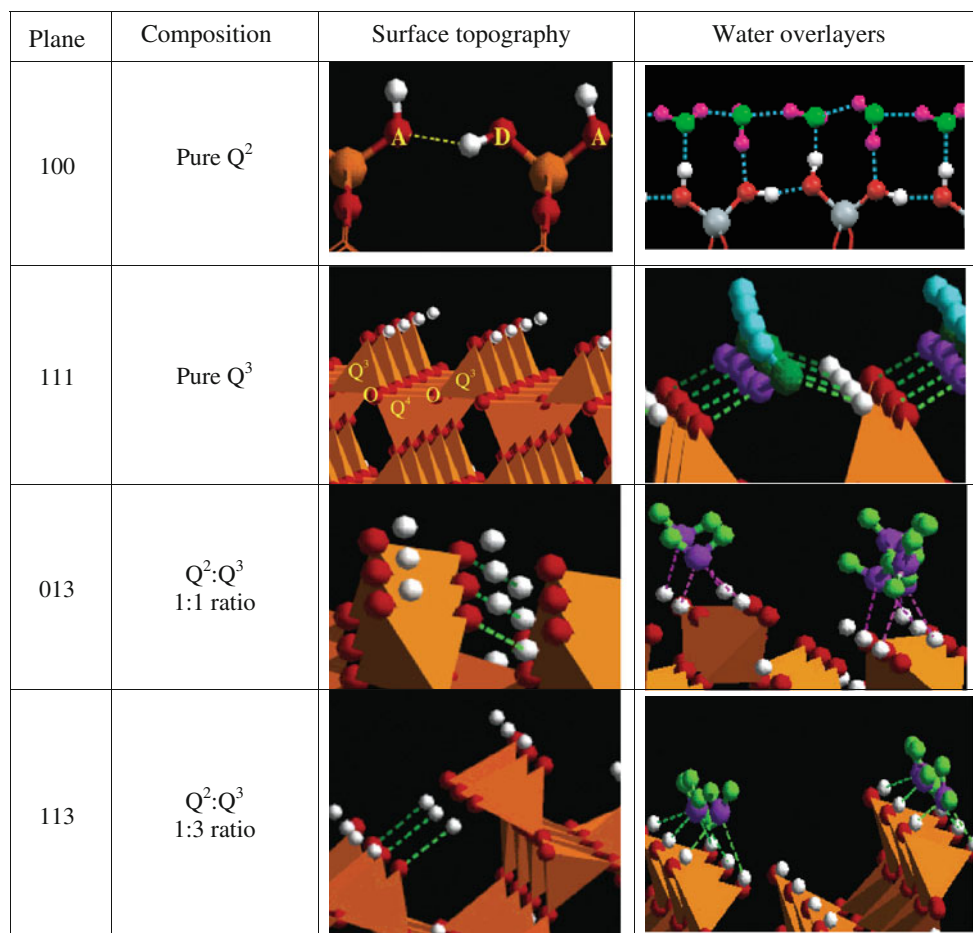 Plane Composition Surface topography Water overlayers
100 Pure Q² A D A
111 Pure Q³ Q³ Q³
O Q⁴ O
013 Q²:Q³
1:1 ratio
113 Q²:Q³
1:3 ratio